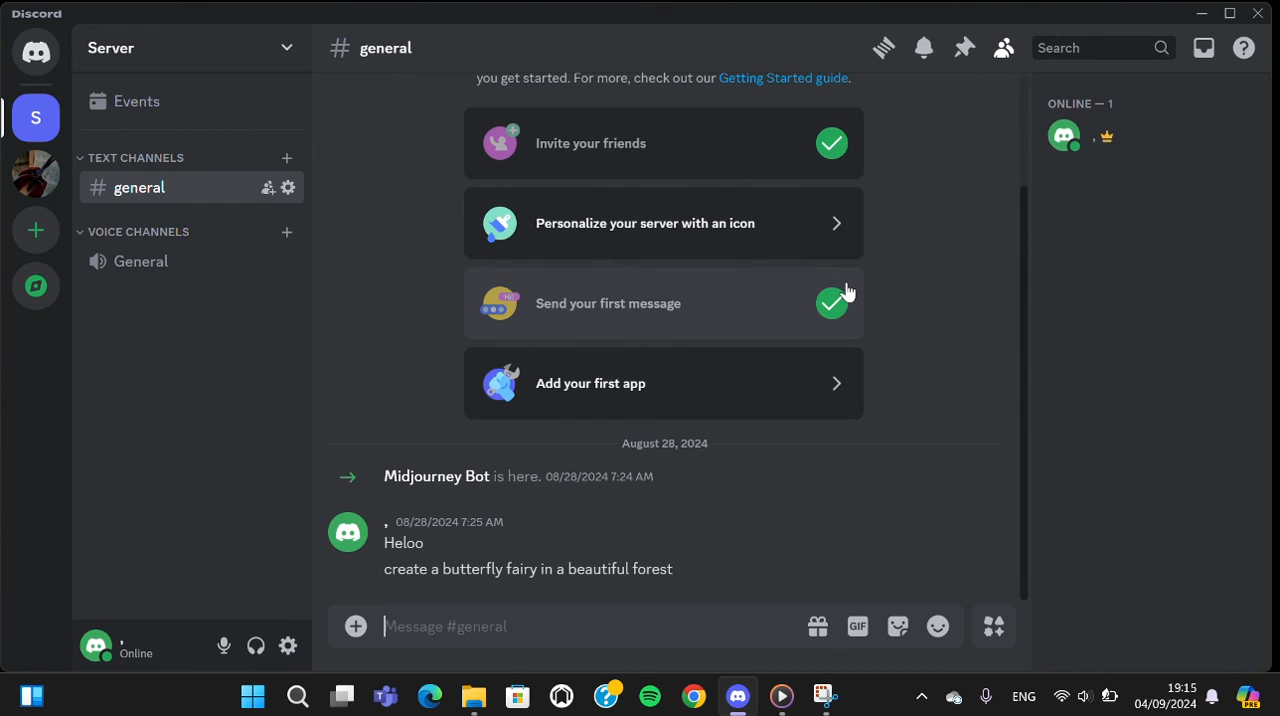 Discord
Server
general
Search
you get started. For more, check out our Getting Started guide.
Events
ONLINE — 1
S
,
Invite your friends
TEXT CHANNELS
general
Personalize your server with an icon
VOICE CHANNELS
General
Hi!
Send your first message
Add your first app
August 28, 2024
Midjourney Bot is here. 08/28/2024 7:24 AM
, 08/28/2024 7:25 AM
Heloo
create a butterfly fairy in a beautiful forest
Message #general
GIF
,
Online
ENG
19:15
04/09/2024
PRE